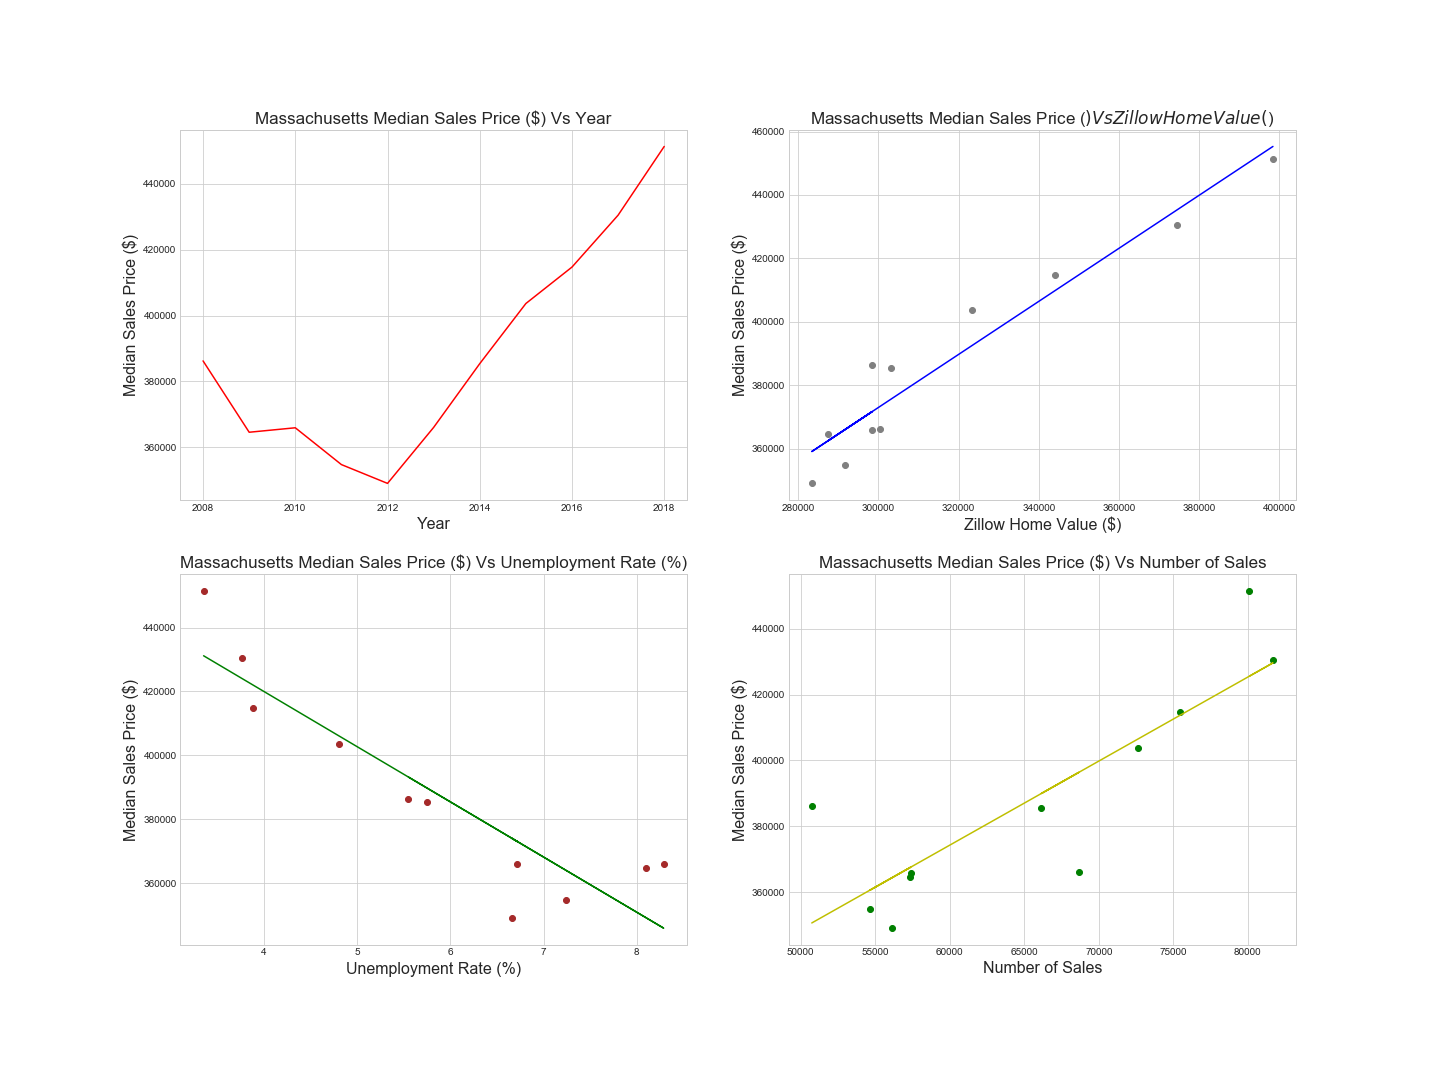 Massachusetts Median Sales Price ($) Vs Year
440000
420000
400000
380000
360000
Median Sales Price ($)
2008 2010 2012 2014 2016 2018
Year
Massachusetts Median Sales Price ()VsZillowHomeValue()
460000
440000
420000
400000
380000
360000
Median Sales Price ($)
280000 300000 320000 340000 360000 380000 400000
Zillow Home Value ($)
Massachusetts Median Sales Price ($) Vs Unemployment Rate (%)
440000
420000
400000
380000
360000
Median Sales Price ($)
4 5 6 7 8
Unemployment Rate (%)
Massachusetts Median Sales Price ($) Vs Number of Sales
440000
420000
400000
380000
360000
Median Sales Price ($)
50000 55000 60000 65000 70000 75000 80000
Number of Sales